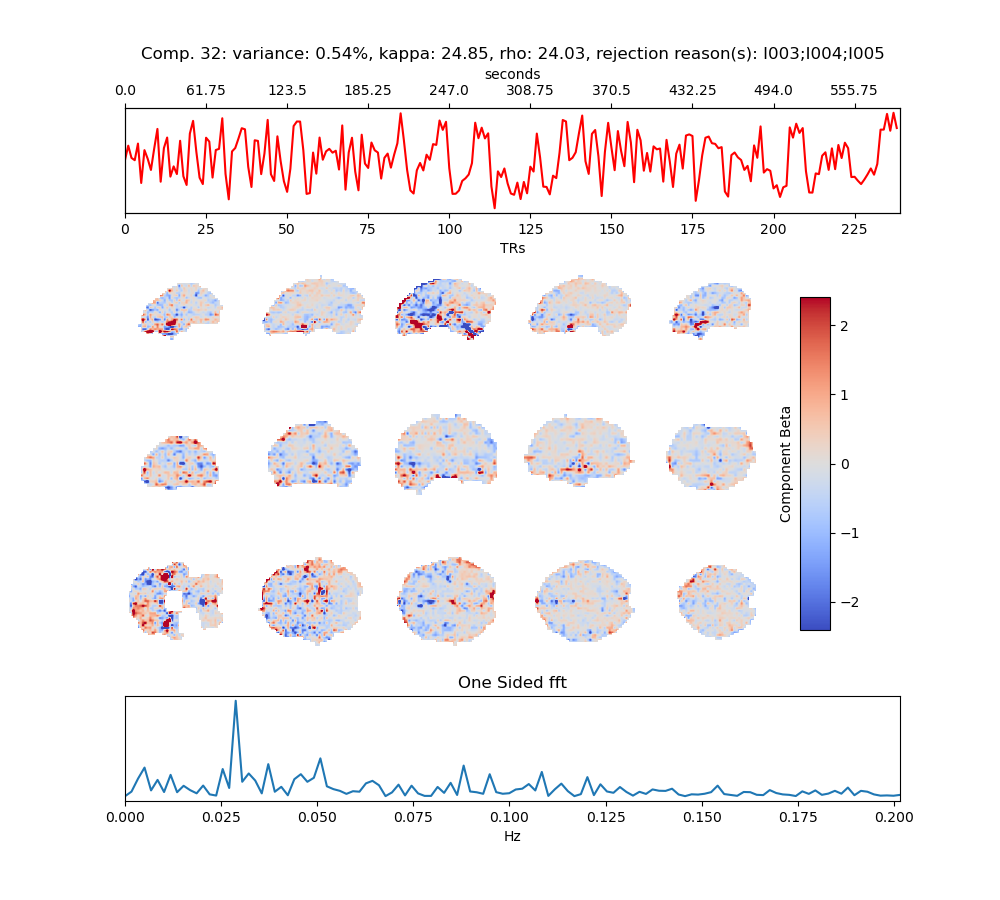 Comp. 32: variance: 0.54%, kappa: 24.85, rho: 24.03, rejection reason(s): I003;I004;I005
seconds
0.0 61.75 123.5 185.25 247.0 308.75 370.5 432.25 494.0 555.75
0 25 50 75 100 125 150 175 200 225
TRs
2
1
0
−1
−2
Component Beta
One Sided fft
0.000 0.025 0.050 0.075 0.100 0.125 0.150 0.175 0.200
Hz